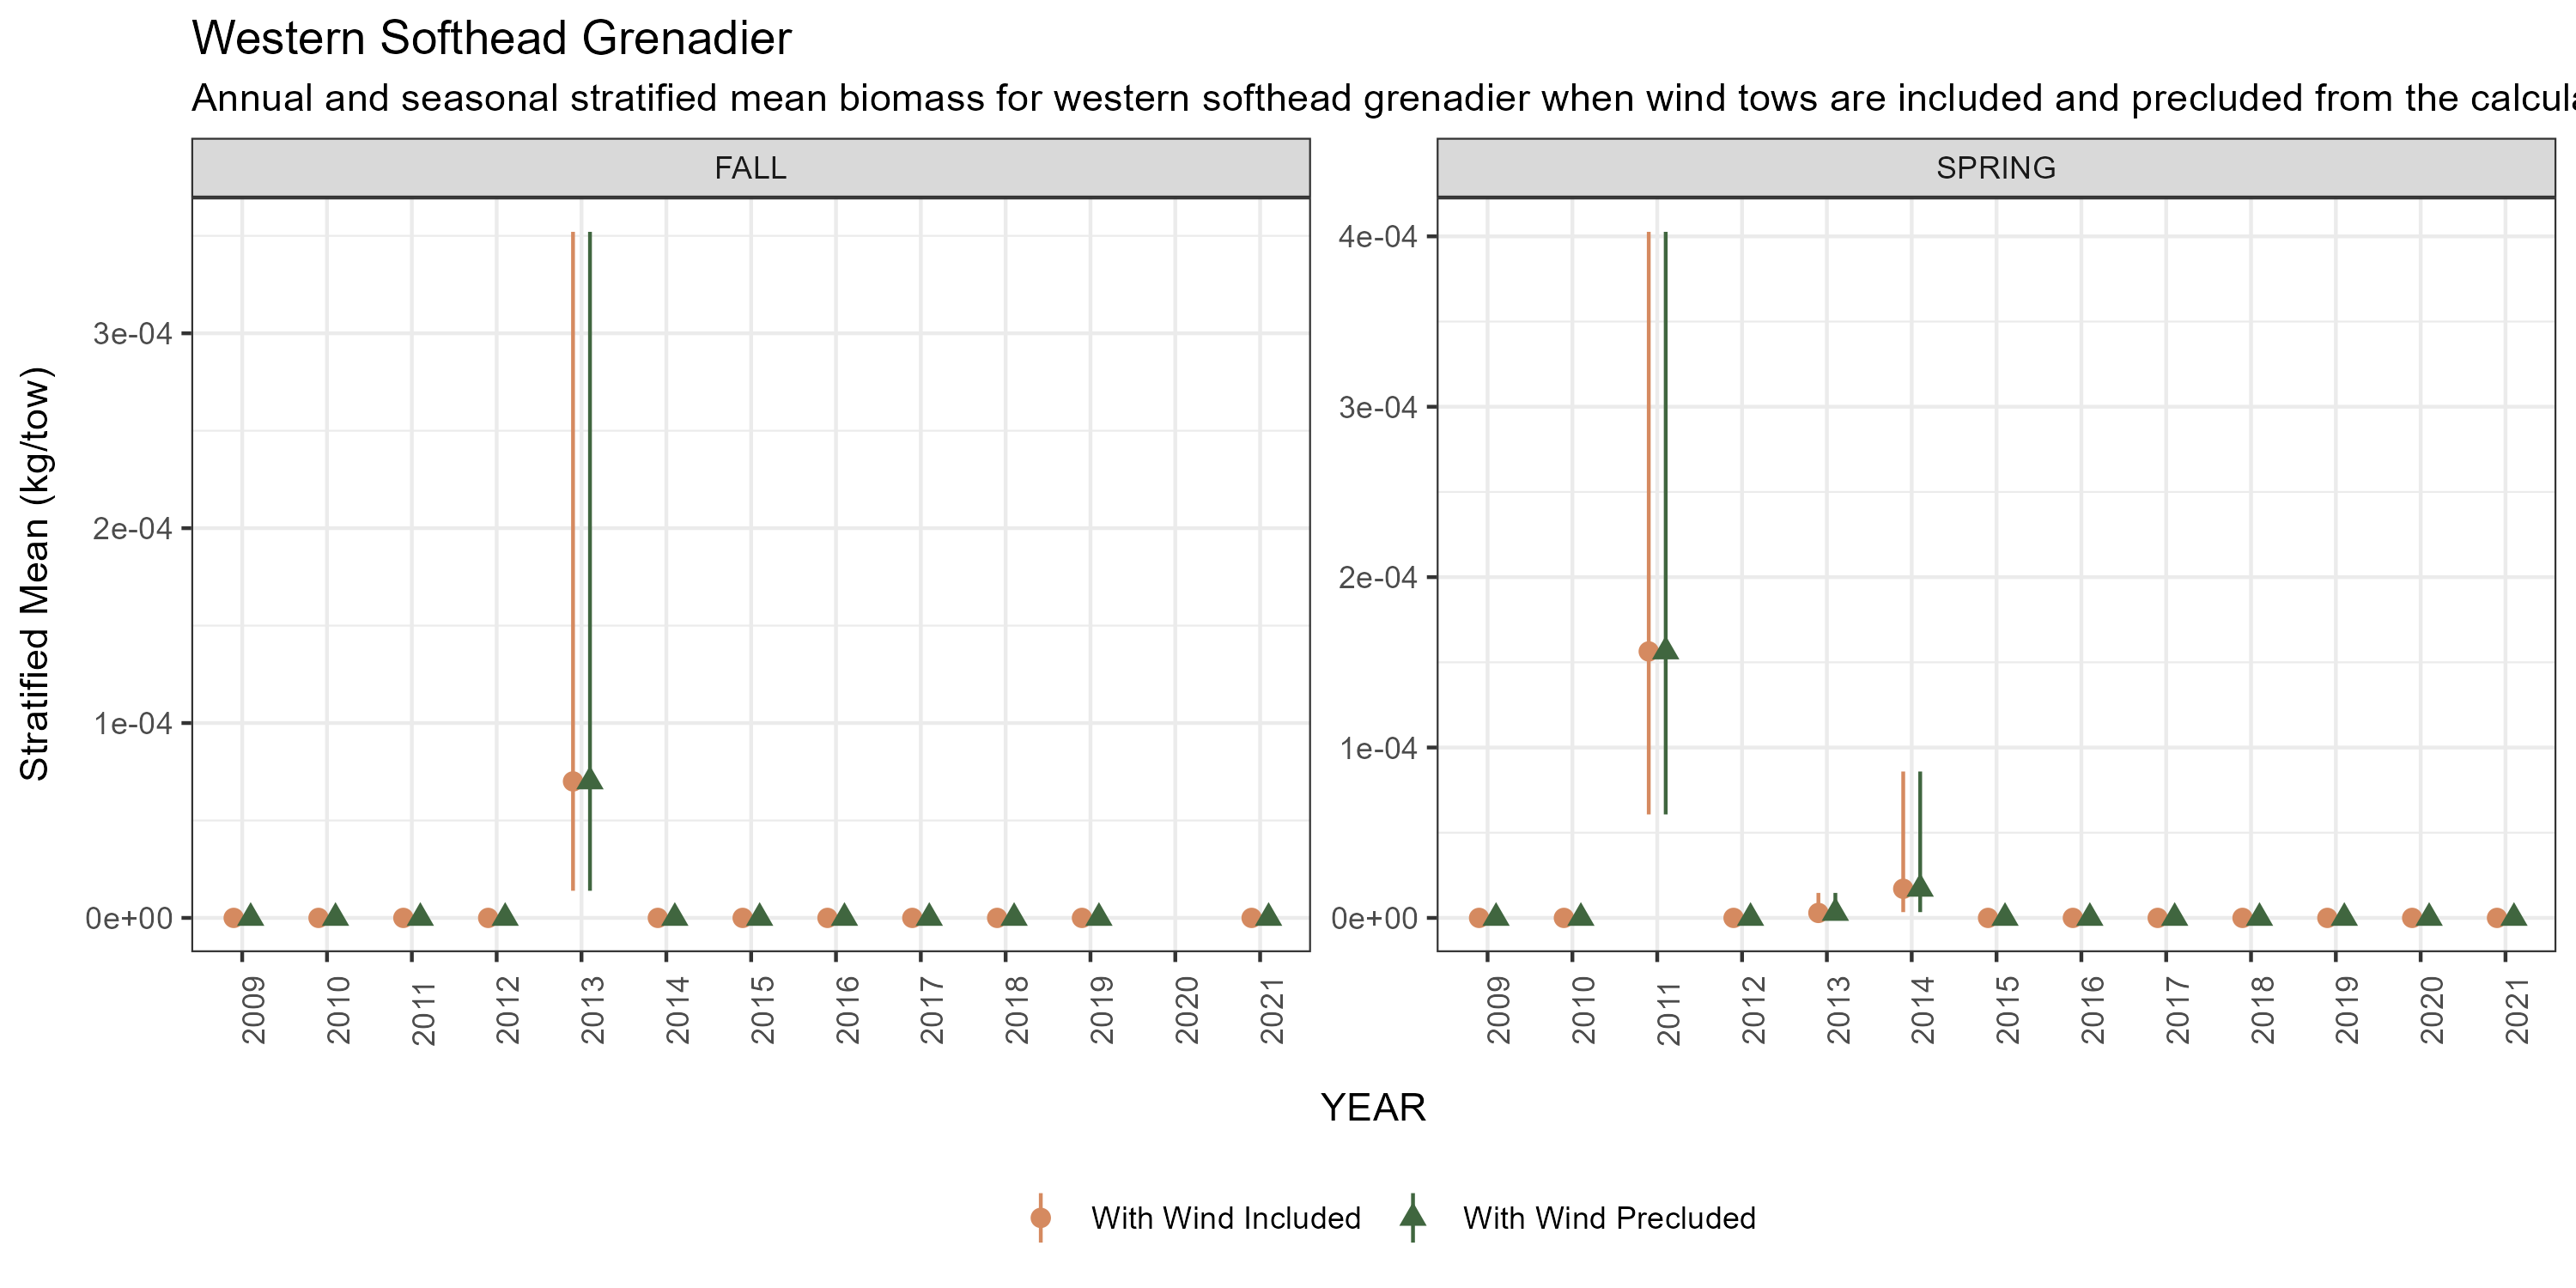 Western Softhead Grenadier
Annual and seasonal stratified mean biomass for western softhead grenadier when wind tows are included and precluded from the
FALL
SPRING
Stratified Mean (kg/tow)
3e-04
2e-04
1e-04
0e+00
4e-04
3e-04
2e-04
1e-04
0e+00
2009 2010 2011 2012 2013 2014 2015 2016 2017 2018 2019 2020 2021
2009 2010 2011 2012 2013 2014 2015 2016 2017 2018 2019 2020 2021
YEAR
With Wind Included
With Wind Precluded